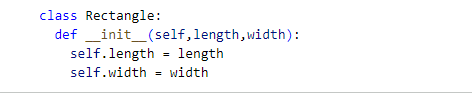 class Rectangle:
  def __init__(self,length,width):
    self.length = length
    self.width = width